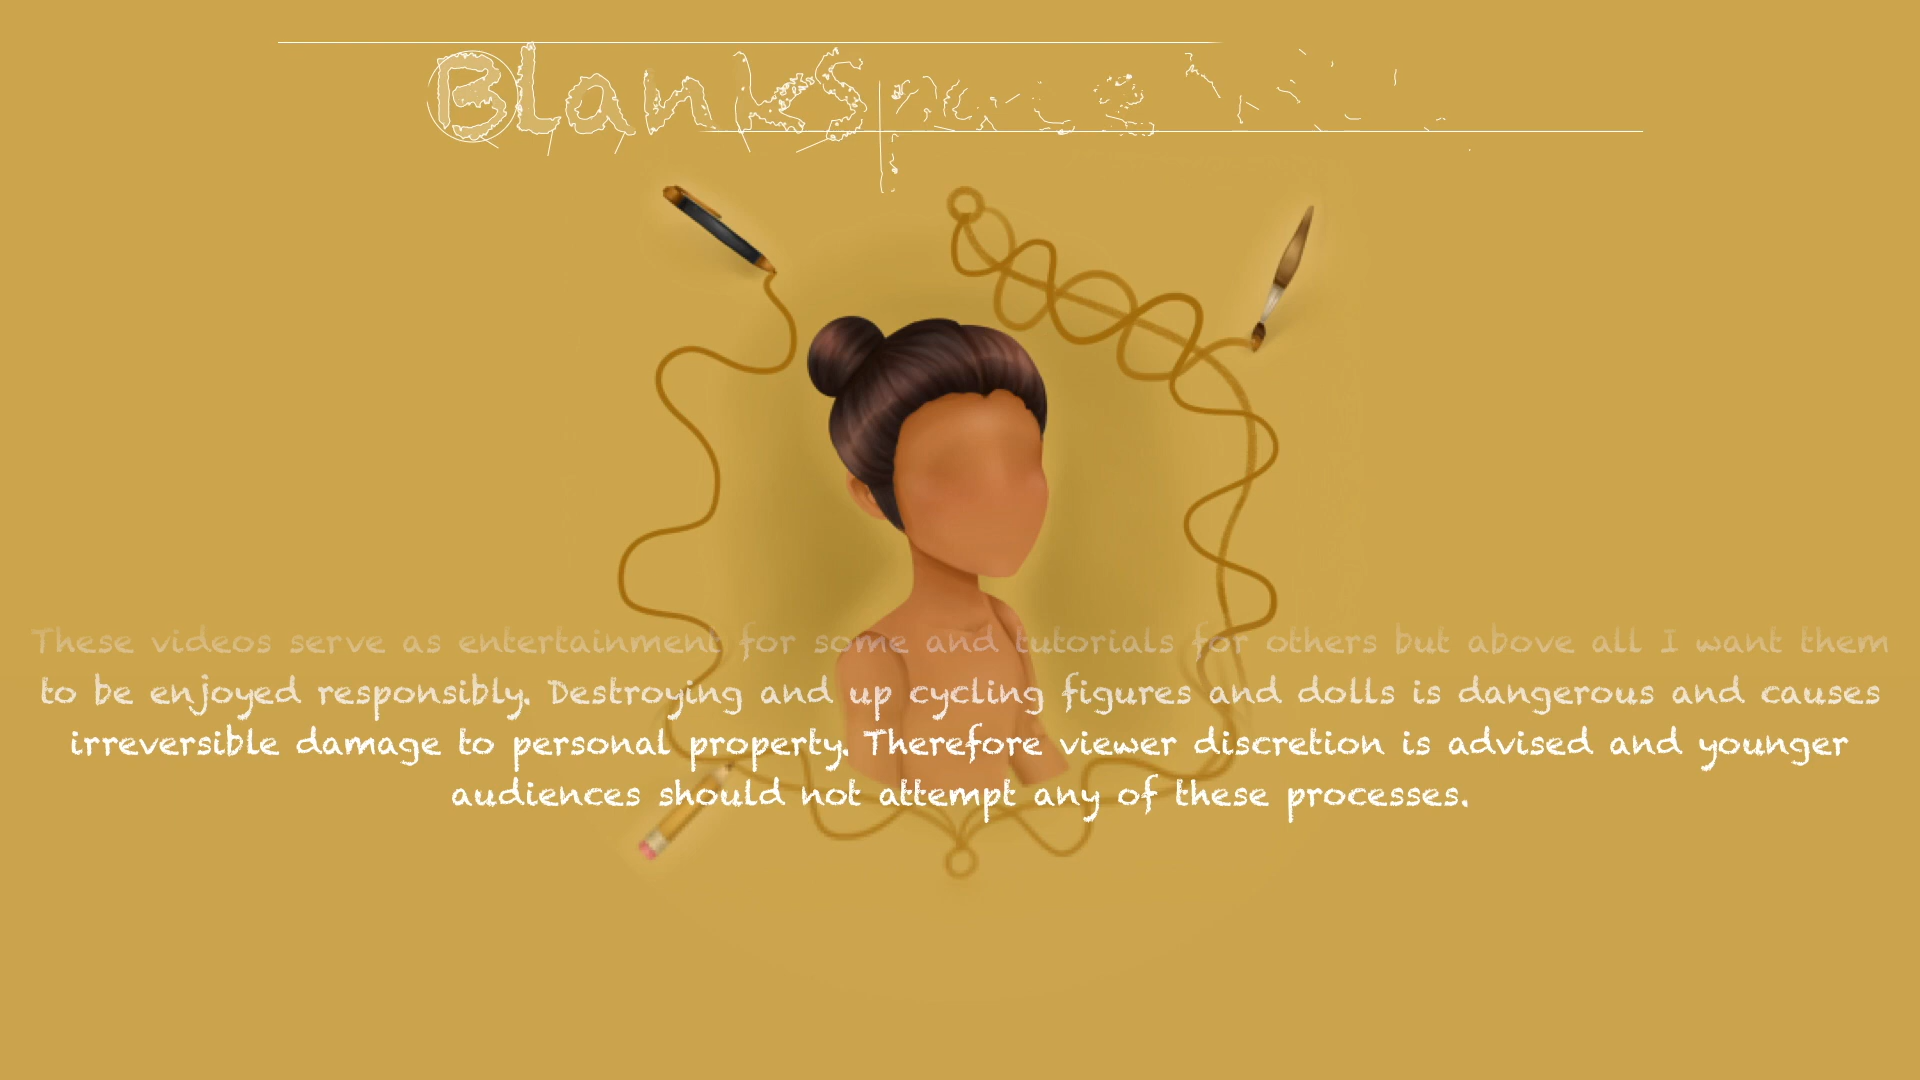 BlankSpace
These videos serve as entertainment for some and tutorials for others but above all I want them
to be enjoyed responsibly. Destroying and up cycling figures and dolls is dangerous and causes
irreversible damage to personal property. Therefore viewer discretion is advised and younger
audiences should not attempt any of these processes.